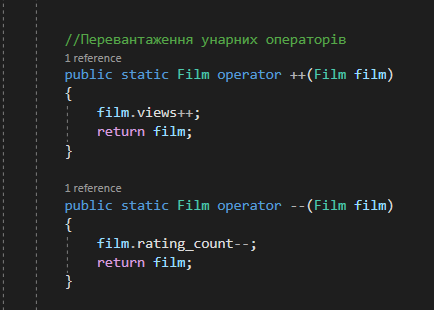 //Перевантаження унарних операторів
1 reference
public static Film operator ++(Film film)
{
film.views++;
return film;
}
1 reference
public static Film operator --(Film film)
{
film.rating_count--;
return film;
}